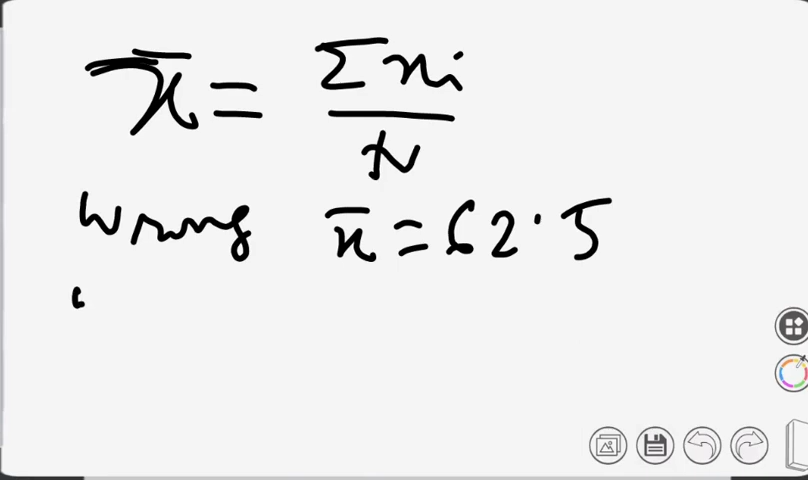 x̄ = Σxi / N
Wrong x̄ = 62.5